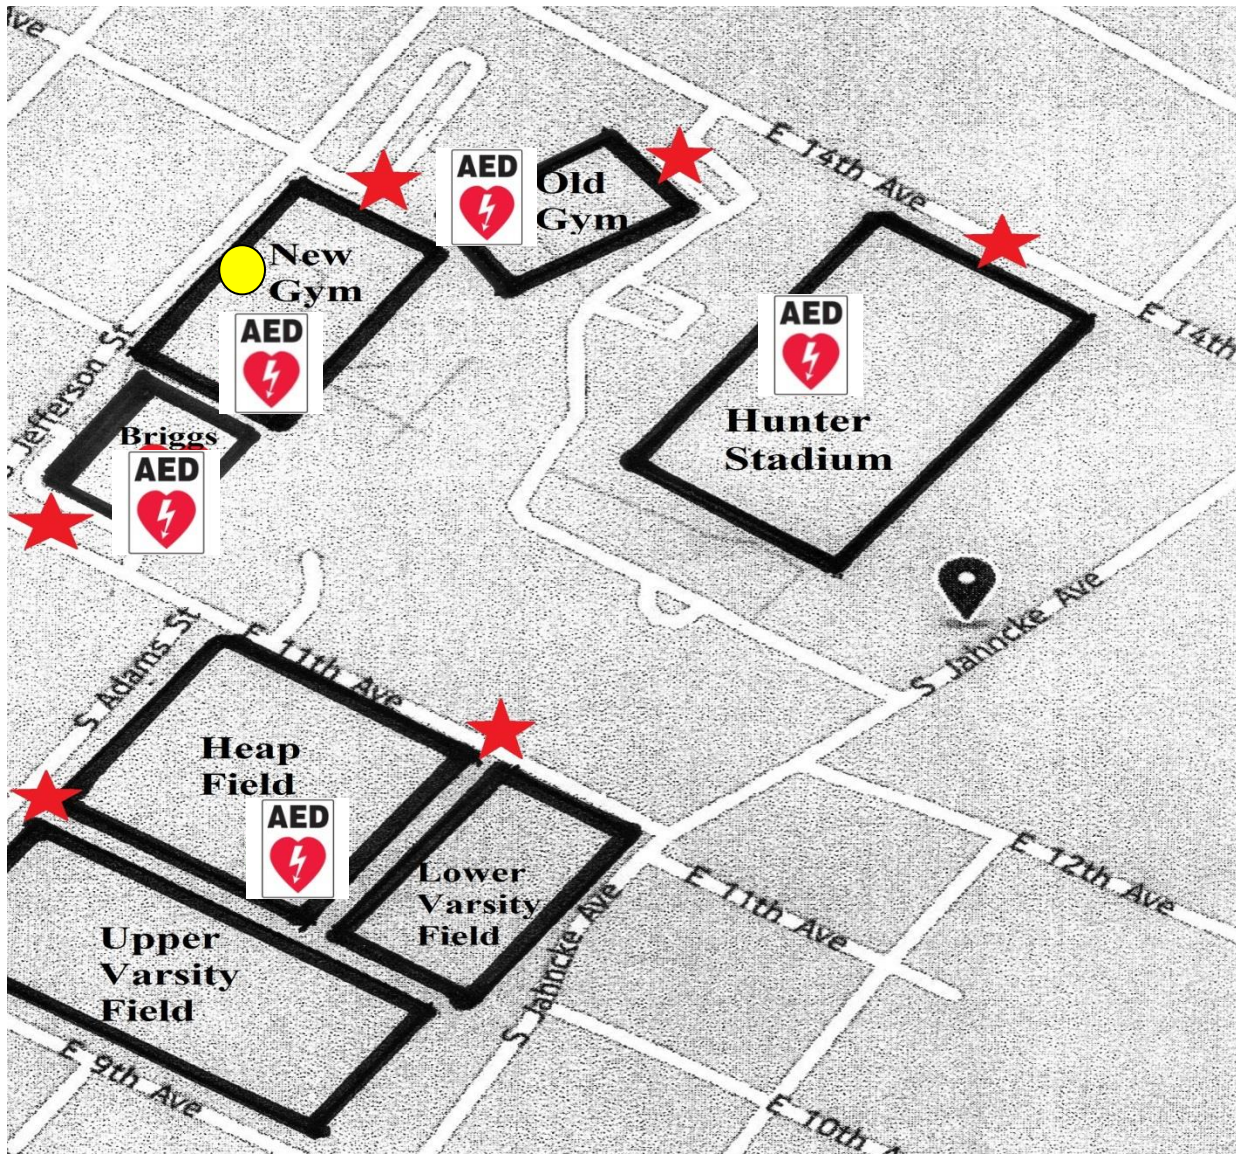 Ave
E 14th Ave
AED
Old
Gym
New
Gym
AED
E 14th
AED
Hunter
Stadium
Jefferson St
Briggs
AED
S Jahncke Ave
S Adams St
E 11th Ave
Heap
Field
AED
Lower
Varsity
Field
E 12th Ave
E 11th Ave
Upper
Varsity
Field
S Jahncke Ave
E 9th Ave
E 10th A